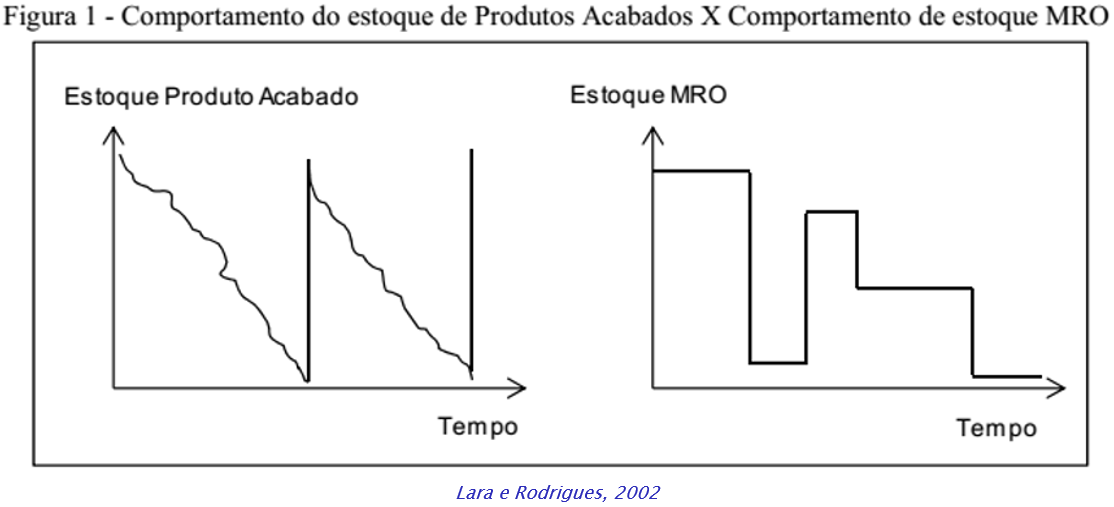 Figura 1 - Comportamento do estoque de Produtos Acabados X Comportamento de estoque MRO
Estoque Produto Acabado
Estoque MRO
Tempo
Tempo
Lara e Rodrigues, 2002